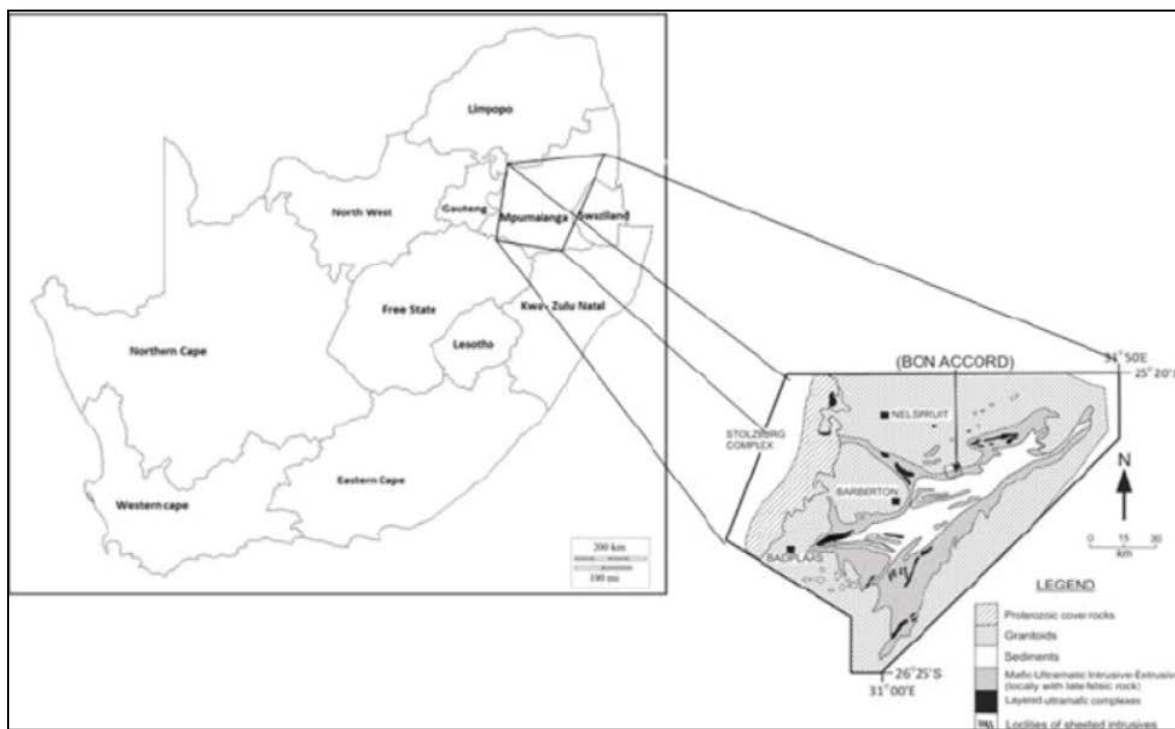 Limpopo
North West
Gauteng
Mpumalanga
Swaziland
Free State
Kwa - Zulu Natal
Lesotho
Northern Cape
Eastern Cape
Western cape
200 km
100 mi
(BON ACCORD)
31°50'E
25°20'S
NELSPRUIT
STOLZBURG
COMPLEX
BARBERTON
BADPLAAS
N
0 15 30
km
LEGEND
Proterozoic cover rocks
Granitoids
Sediments
Mafic-Ultramatic Intrusive-Extrusive
(locally with late felsic rock)
Layered-ultramafic complexes
Loclites of sheeted intrusives
26°25'S
31°00'E